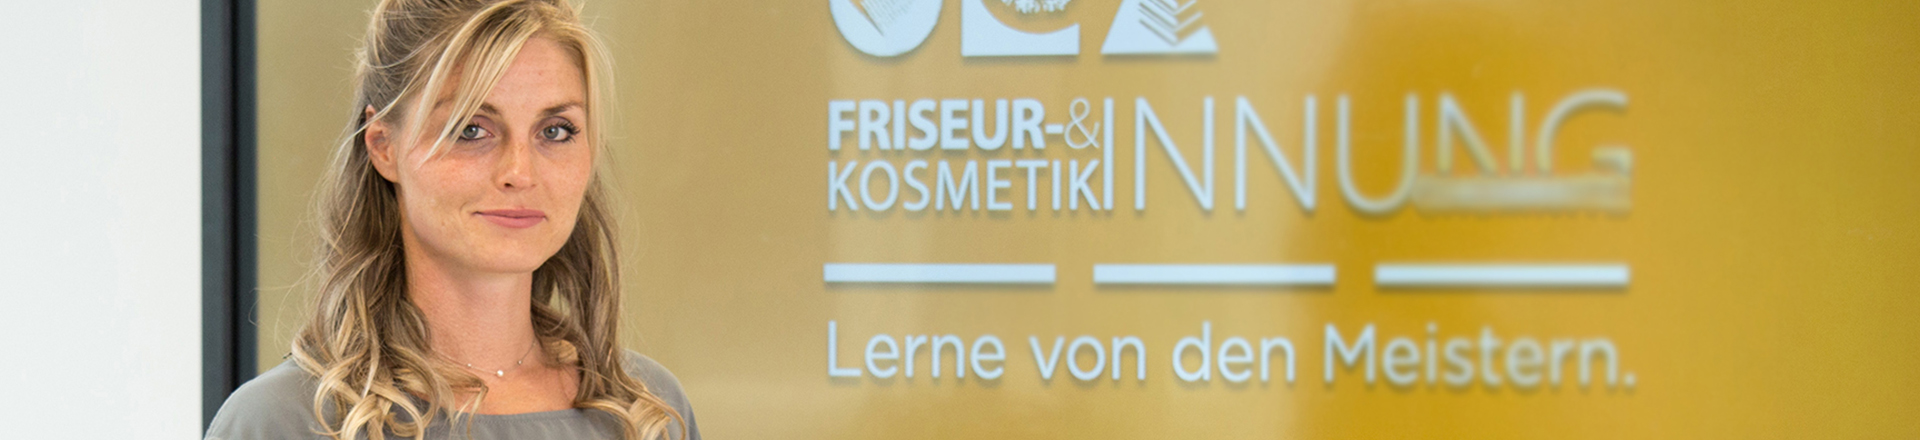 FRISEUR-&
KOSMETIK
INNUNG
Lerne von den Meistern.